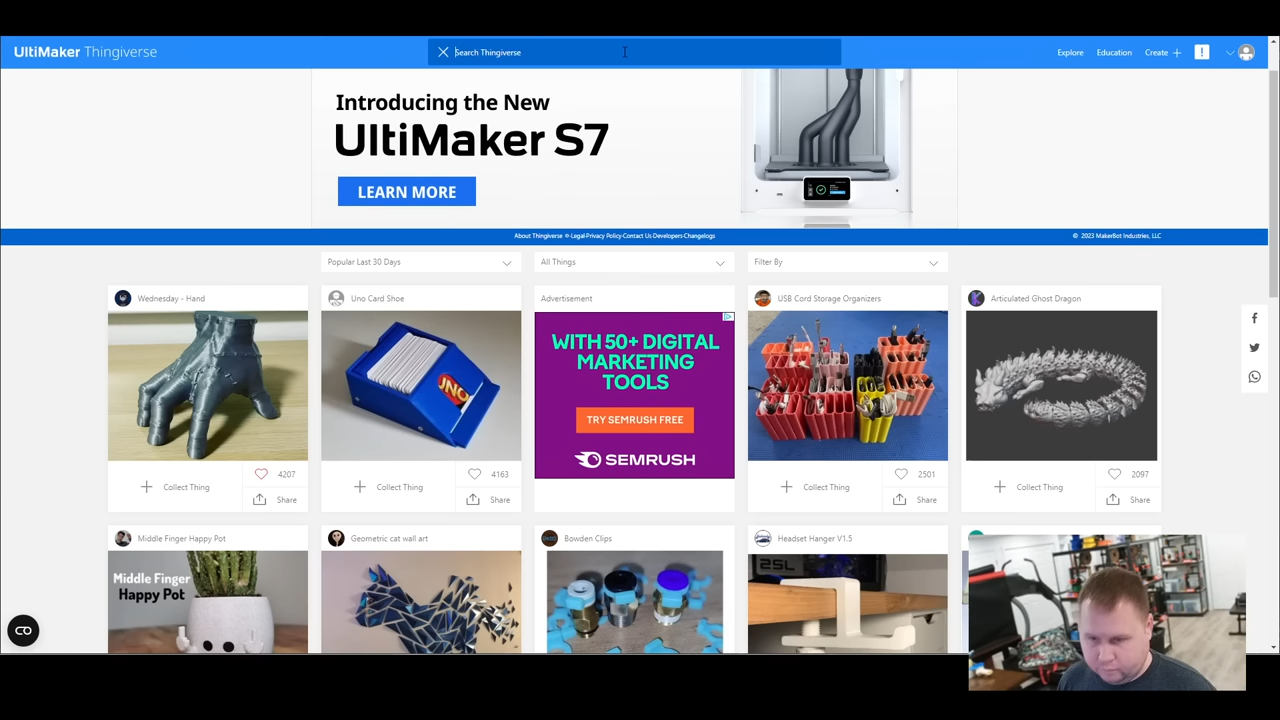 UltiMaker Thingiverse
Search Thingiverse
Explore
Education
Create
Introducing the New
UltiMaker S7
LEARN MORE
About Thingiverse ®·Legal·Privacy Policy·Contact Us·Developers·Changelogs
© 2023 MakerBot Industries, LLC
Popular Last 30 Days
All Things
Filter By
Wednesday - Hand
Uno Card Shoe
Advertisement
USB Cord Storage Organizers
Articulated Ghost Dragon
WITH 50+ DIGITAL
MARKETING
TOOLS
TRY SEMRUSH FREE
SEMRUSH
UNO
Collect Thing
4207
Share
Collect Thing
4163
Share
Collect Thing
2501
Share
Collect Thing
2097
Share
Middle Finger Happy Pot
Geometric cat wall art
Bowden Clips
Headset Hanger V1.5
Middle Finger
Happy Pot
25L